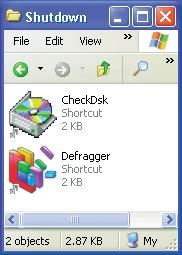 Shutdown
File Edit View »
»
CheckDsk
Shortcut
2 KB
Defragger
Shortcut
2 KB
2 objects 2.87 KB My